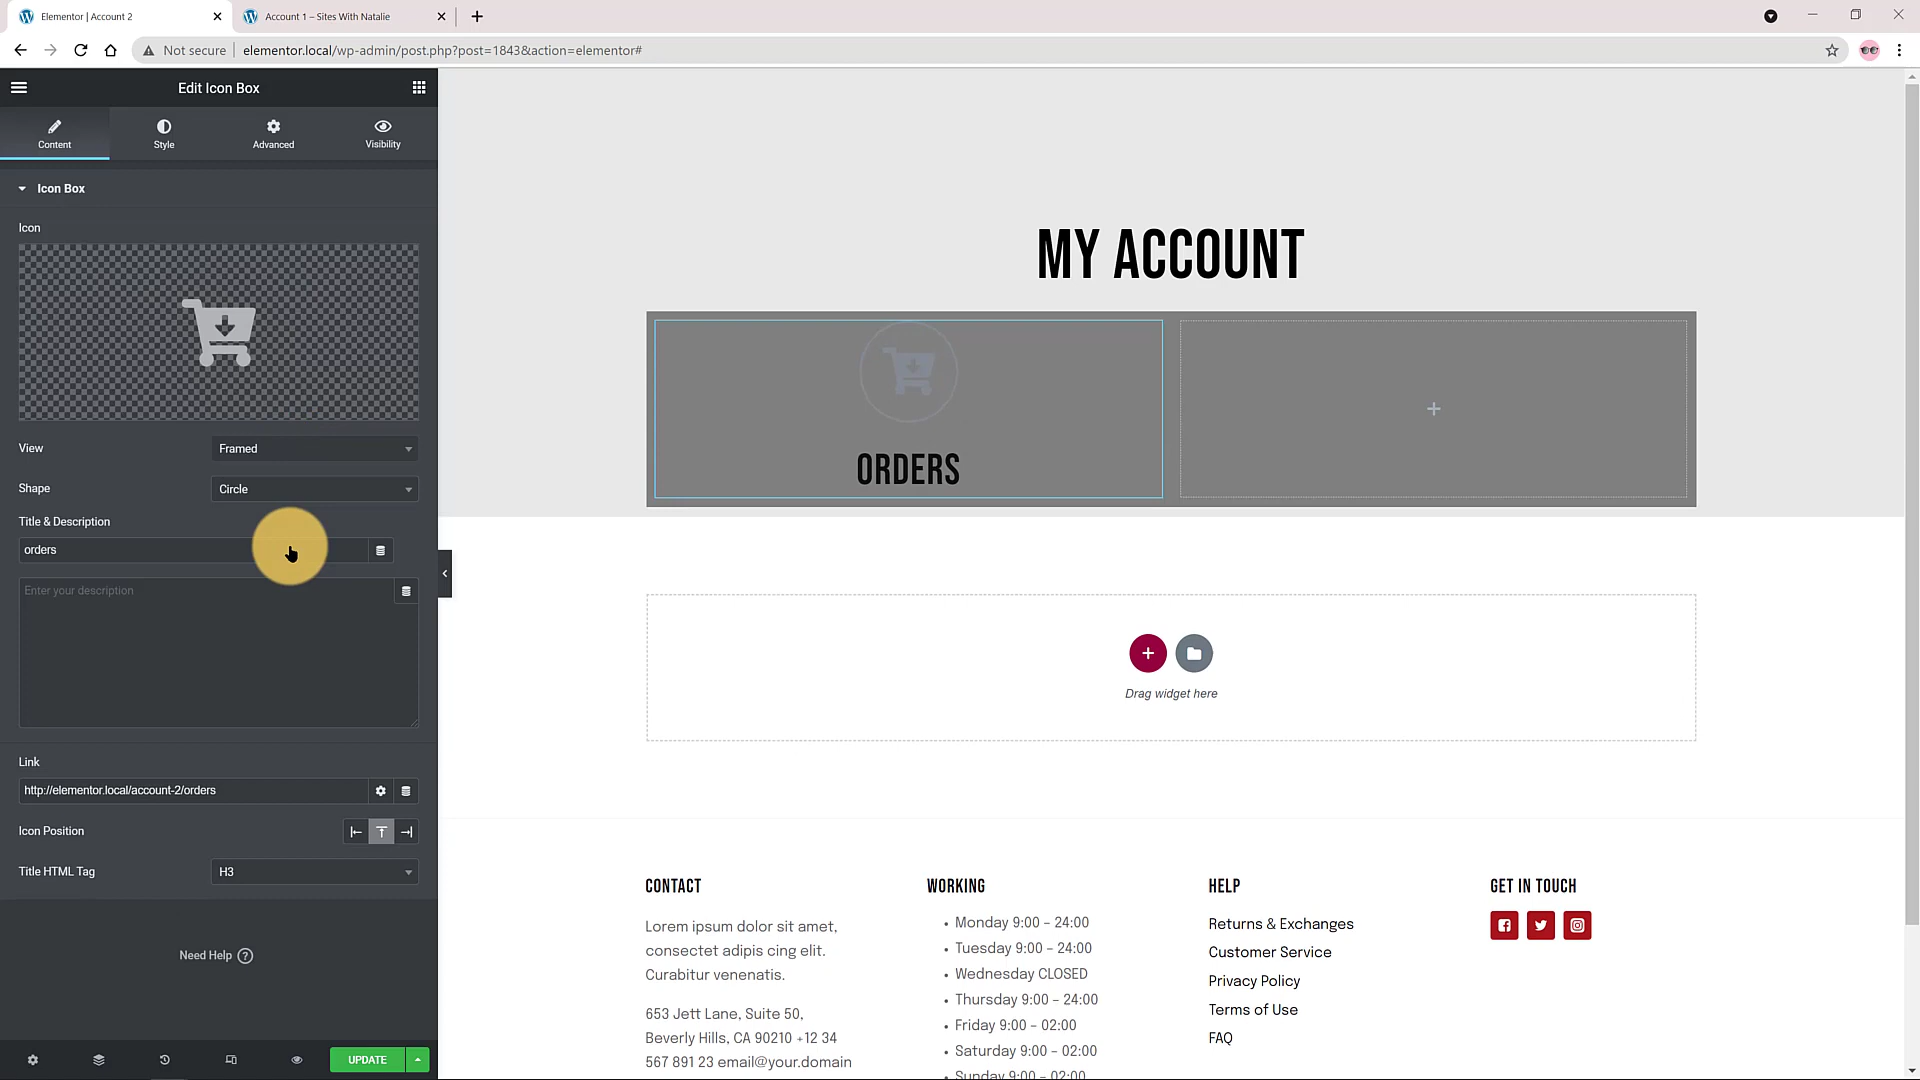 Elementor | Account 2
Account 1 – Sites With Natalie
Not secure
elementor.local/wp-admin/post.php?post=1843&action=elementor#
Edit Icon Box
Content
Style
Advanced
Visibility
Icon Box
Icon
View
Framed
Shape
Circle
Title & Description
orders
Enter your description
Link
http://elementor.local/account-2/orders
Icon Position
Title HTML Tag
H3
Need Help
UPDATE
MY ACCOUNT
ORDERS
Drag widget here
CONTACT
Lorem ipsum dolor sit amet,
consectet adipis cing elit.
Curabitur venenatis.
653 Jett Lane, Suite 50,
Beverly Hills, CA 90210 +12 34
567 891 23 email@your.domain
WORKING
• Monday 9:00 – 24:00
• Tuesday 9:00 – 24:00
• Wednesday CLOSED
• Thursday 9:00 – 24:00
• Friday 9:00 – 02:00
• Saturday 9:00 – 02:00
• Sunday 9:00 – 02:00
HELP
Returns & Exchanges
Customer Service
Privacy Policy
Terms of Use
FAQ
GET IN TOUCH